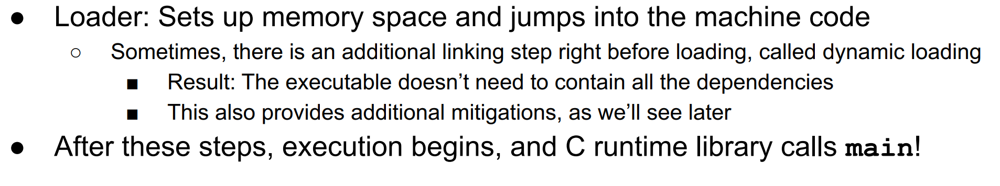 ● Loader: Sets up memory space and jumps into the machine code
○ Sometimes, there is an additional linking step right before loading, called dynamic loading
■ Result: The executable doesn’t need to contain all the dependencies
■ This also provides additional mitigations, as we’ll see later
● After these steps, execution begins, and C runtime library calls main!